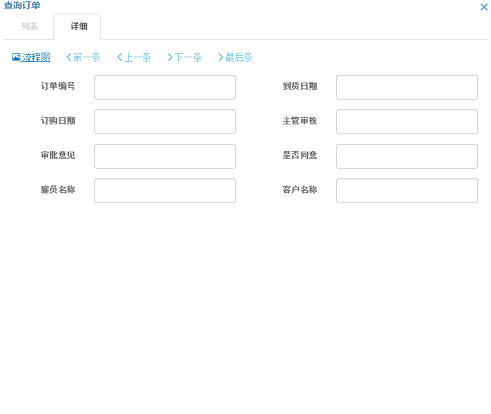 查询订单
列表 详细
流程图 第一条 上一条 下一条 最后条
订单编号 到货日期
订购日期 主管审核
审批意见 是否同意
雇员名称 客户名称